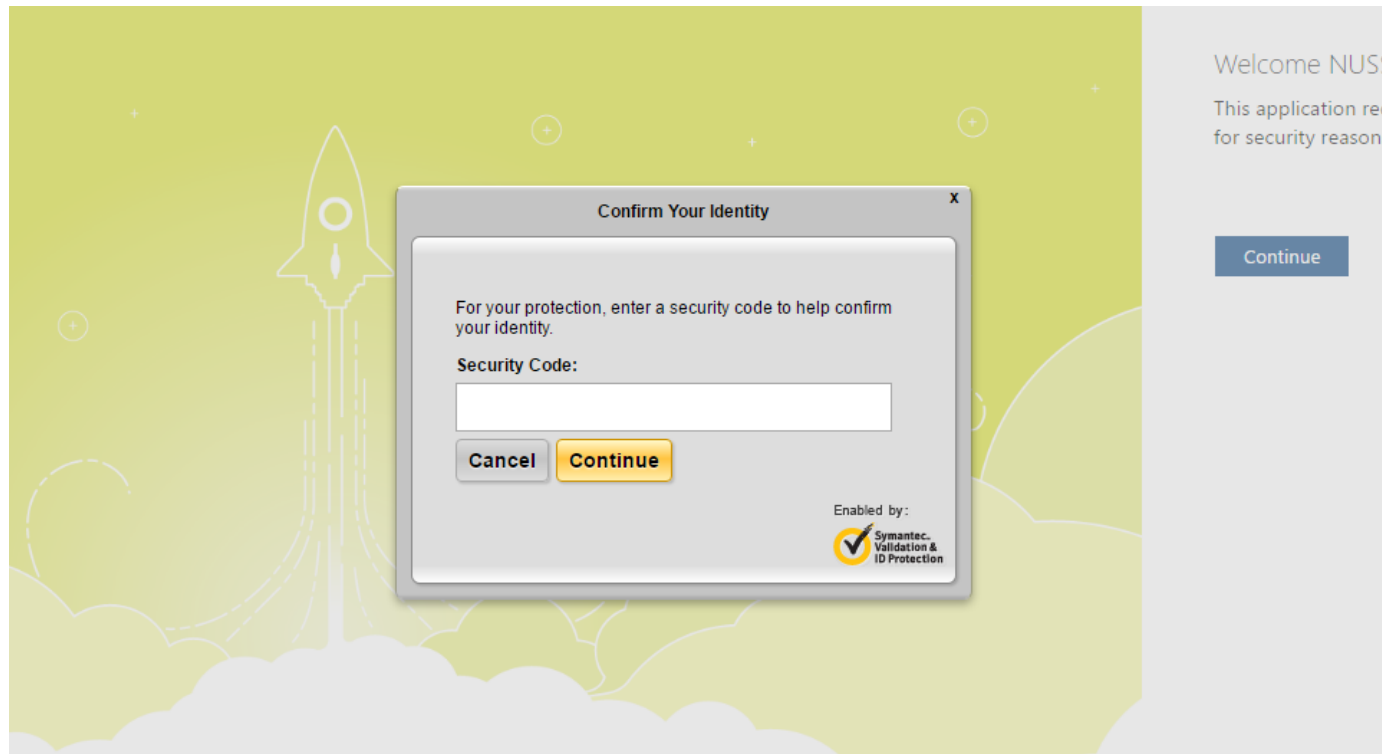 Welcome NUS
This application re
for security reason
Continue
Confirm Your Identity
x
For your protection, enter a security code to help confirm
your identity.
Security Code:
Cancel
Continue
Enabled by:
Symantec.
Validation &
ID Protection